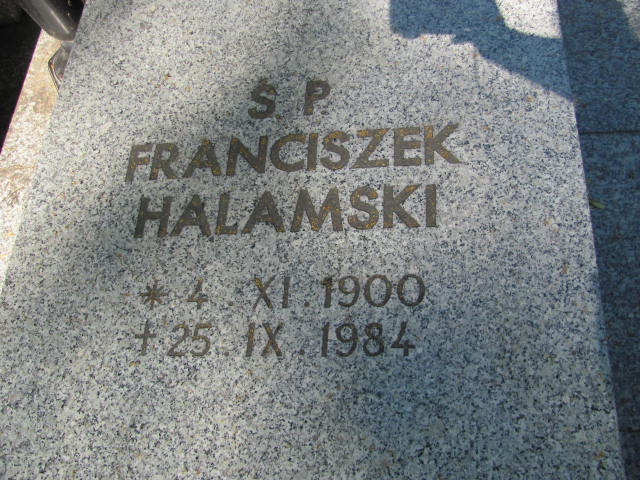 Ś P
FRANCISZEK
HALAMSKI
* 4. XI. 1900
† 25. IX. 1984